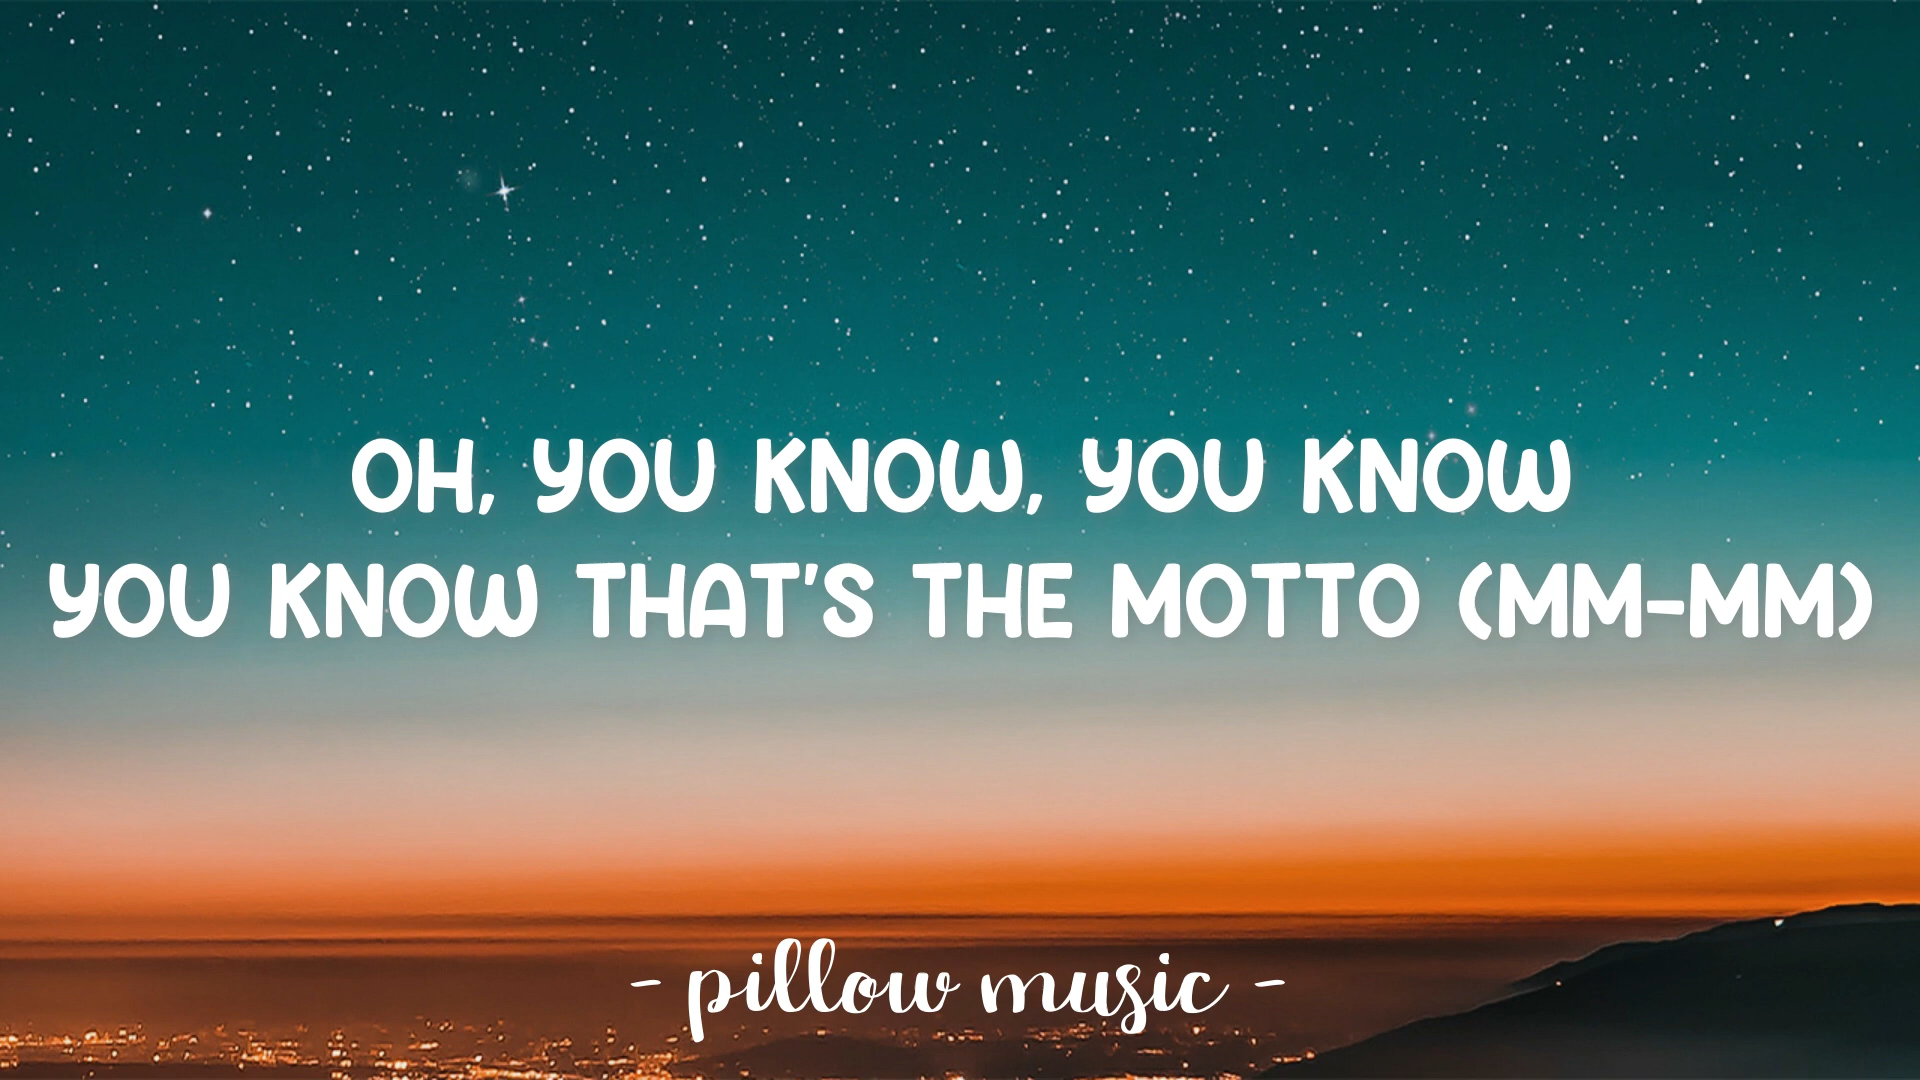 OH, YOU KNOW, YOU KNOW
YOU KNOW THAT'S THE MOTTO (MM-MM)
- pillow music -